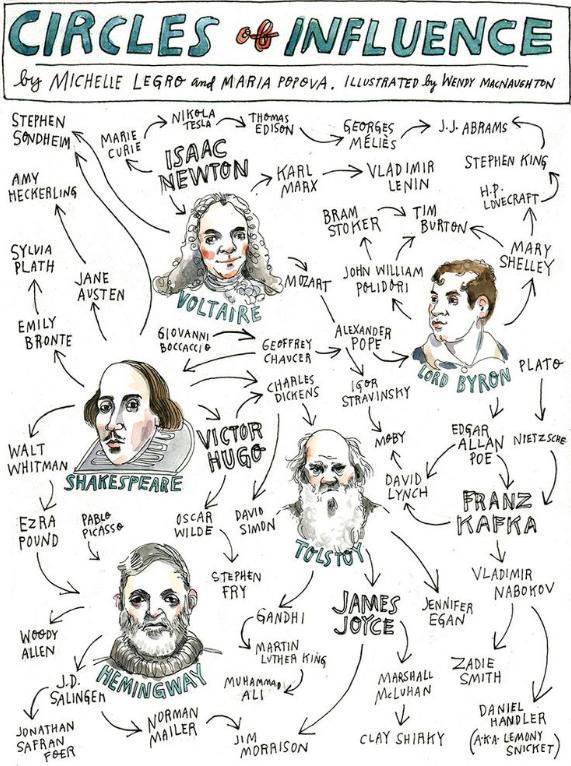 CIRCLES of INFLUENCE
by MICHELLE LEGRO and MARIA POPOVA. ILLUSTRATED by WENDY MACNAUGHTON
STEPHEN
SONDHEIM
MARIE
CURIE
NIKOLA
TESLA
THOMAS
EDISON
GEORGES
MÉLIÈS
J.J. ABRAMS
ISAAC
NEWTON
STEPHEN KING
AMY
HECKERLING
KARL
MARX
VLADIMIR
LENIN
H.P.
LOVECRAFT
BRAM
STOKER
TIM
BURTON
MARY
SHELLEY
SYLVIA
PLATH
JANE
AUSTEN
VOLTAIRE
MOZART
JOHN WILLIAM
POLIDORI
EMILY
BRONTE
GIOVANNI
BOCCACCIO
GEOFFREY
CHAUCER
ALEXANDER
POPE
LORD BYRON
PLATO
CHARLES
DICKENS
IGOR
STRAVINSKY
WALT
WHITMAN
SHAKESPEARE
VICTOR
HUGO
MOBY
EDGAR
ALLAN
POE
NIETZSCHE
DAVID
LYNCH
EZRA
POUND
PABLO
PICASSO
OSCAR
WILDE
DAVID
SIMON
TOLSTOY
FRANZ
KAFKA
STEPHEN
FRY
VLADIMIR
NABOKOV
GANDHI
JAMES
JOYCE
JENNIFER
EGAN
WOODY
ALLEN
HEMINGWAY
MARTIN
LUTHER KING
ZADIE
SMITH
J.D.
SALINGER
MUHAMMAD
ALI
MARSHALL
McLUHAN
JONATHAN
SAFRAN
FOER
NORMAN
MAILER
JIM
MORRISON
CLAY SHIRKY
DANIEL
HANDLER
(A.K.A. LEMONY
SNICKET)